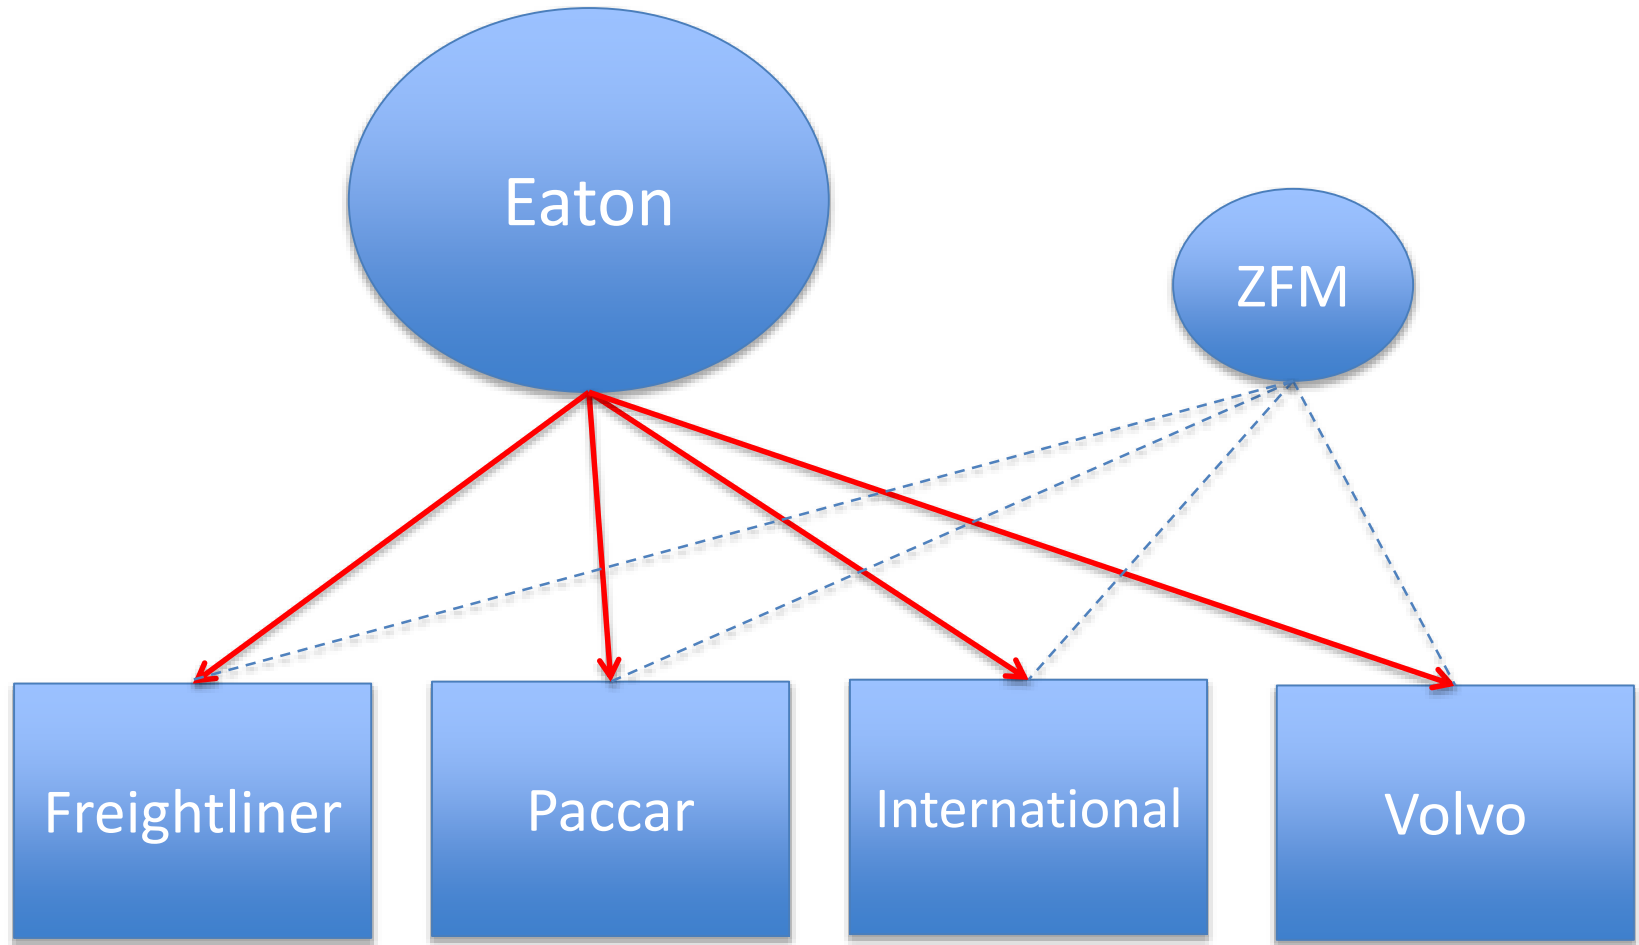 Eaton
ZFM
Freightliner
Paccar
International
Volvo